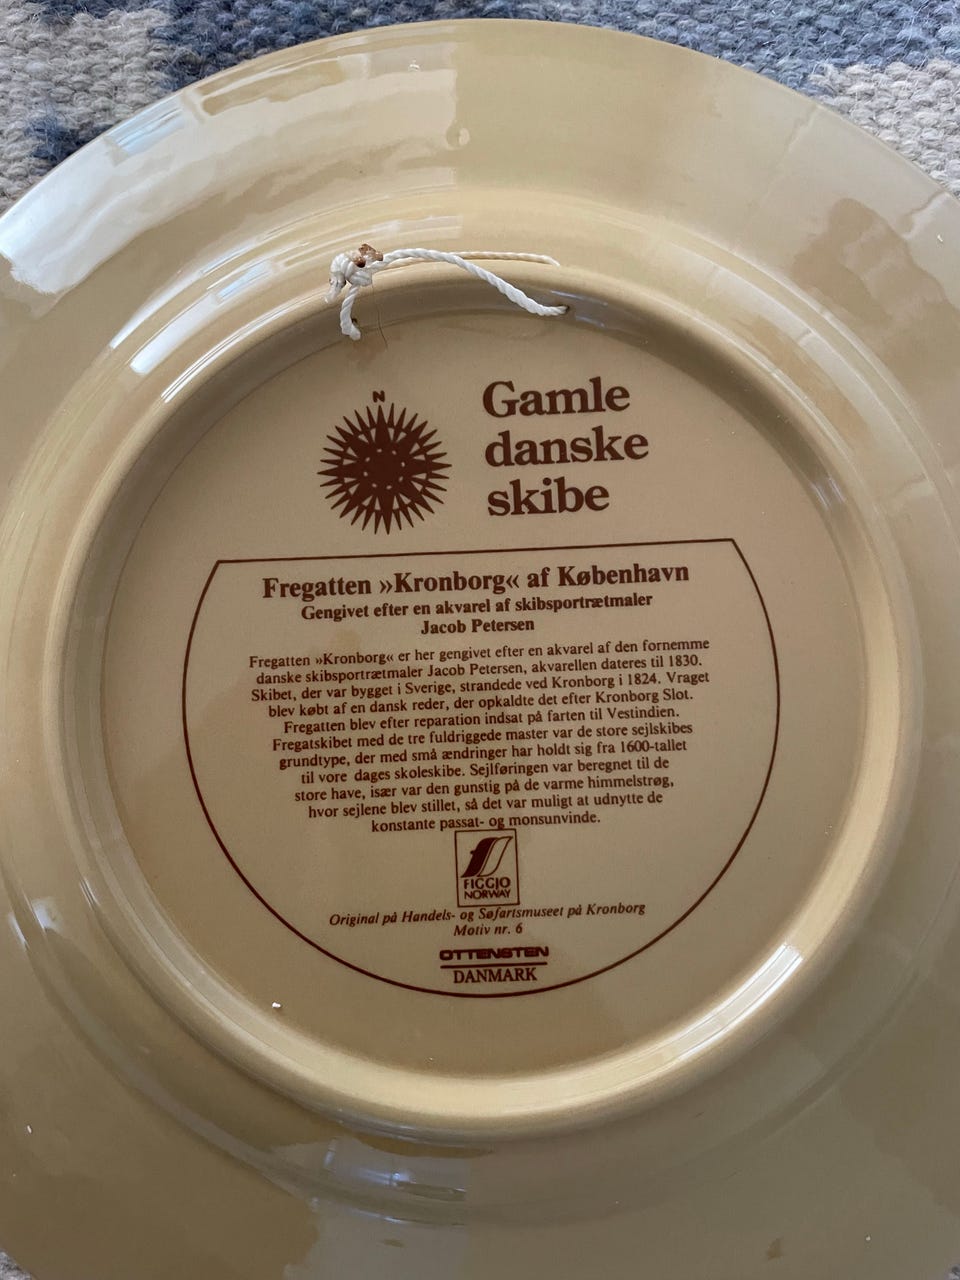 N
Gamle
danske
skibe
Fregatten »Kronborg« af København
Gengivet efter en akvarel af skibsportrætmaler
Jacob Petersen
Fregatten »Kronborg« er her gengivet efter en akvarel af den fornemme
danske skibsportrætmaler Jacob Petersen, akvarellen dateres til 1830.
Skibet, der var bygget i Sverige, strandede ved Kronborg i 1824. Vraget
blev købt af en dansk reder, der opkaldte det efter Kronborg Slot.
Fregatten blev efter reparation indsat på farten til Vestindien.
Fregatskibet med de tre fuldriggede master var de store sejlskibes
grundtype, der med små ændringer har holdt sig fra 1600-tallet
til vore dages skoleskibe. Sejlføringen var beregnet til de
store have, især var den gunstig på de varme himmelstrøg,
hvor sejlene blev stillet, så det var muligt at udnytte de
konstante passat- og monsunvinde.
FIGGJO
NORWAY
Original på Handels- og Søfartsmuseet på Kronborg
Motiv nr. 6
OTTENSTEN
DANMARK